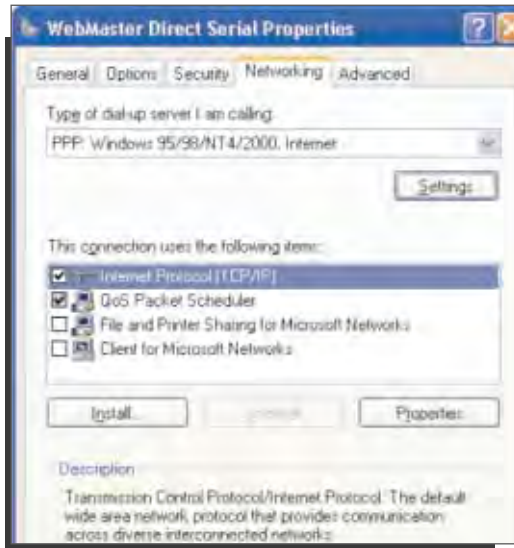 WebMaster Direct Serial Properties
?
General Options Security Networking Advanced
Type of dial-up server I am calling:
PPP: Windows 95/98/NT4/2000, Internet
Settings
This connection uses the following items:
Internet Protocol (TCP/IP)
QoS Packet Scheduler
File and Printer Sharing for Microsoft Networks
Client for Microsoft Networks
Install... Properties
Description
Transmission Control Protocol/Internet Protocol. The default
wide area network protocol that provides communication
across diverse interconnected networks.